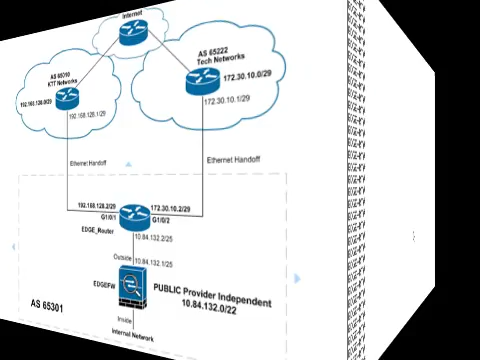 Internet
AS 65222
Tech Networks
172.30.10.0/29
172.30.10.1/29
AS 65010
KTT Networks
192.168.128.0/29
192.168.128.1/29
Ethernet Handoff
Ethernet Handoff
192.168.128.2/29
172.30.10.2/29
G1/0/1
G1/0/2
EDGE_Router
10.84.132.2/25
Outside
10.84.132.1/25
EDGEFW
PUBLIC Provider Independent
10.84.132.0/22
AS 65301
Inside
Internal Network